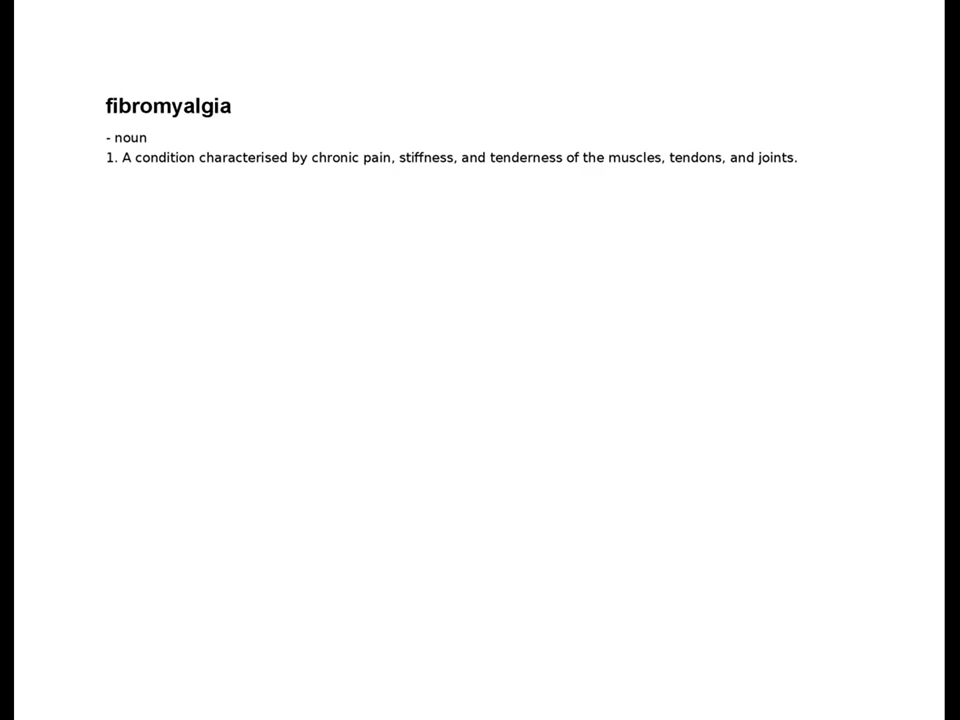 fibromyalgia
- noun
1. A condition characterised by chronic pain, stiffness, and tenderness of the muscles, tendons, and joints.